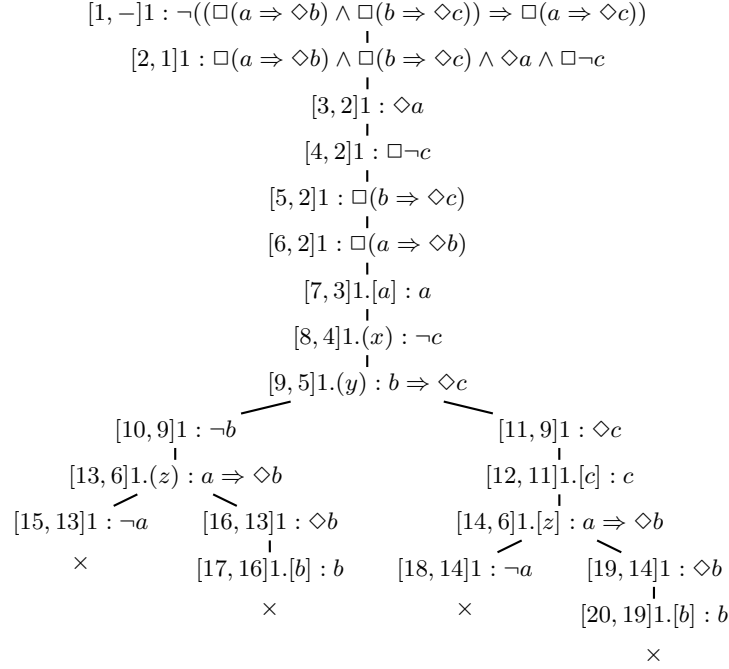 [1, −]1 : ¬((□(a ⇒ ◇b) ∧ □(b ⇒ ◇c)) ⇒ □(a ⇒ ◇c))
[2, 1]1 : □(a ⇒ ◇b) ∧ □(b ⇒ ◇c) ∧ ◇a ∧ □¬c
[3, 2]1 : ◇a
[4, 2]1 : □¬c
[5, 2]1 : □(b ⇒ ◇c)
[6, 2]1 : □(a ⇒ ◇b)
[7, 3]1.[a] : a
[8, 4]1.(x) : ¬c
[9, 5]1.(y) : b ⇒ ◇c
[10, 9]1 : ¬b [11, 9]1 : ◇c
[13, 6]1.(z) : a ⇒ ◇b [12, 11]1.[c] : c
[15, 13]1 : ¬a [16, 13]1 : ◇b [14, 6]1.[z] : a ⇒ ◇b
× [17, 16]1.[b] : b [18, 14]1 : ¬a [19, 14]1 : ◇b
× × [20, 19]1.[b] : b
×